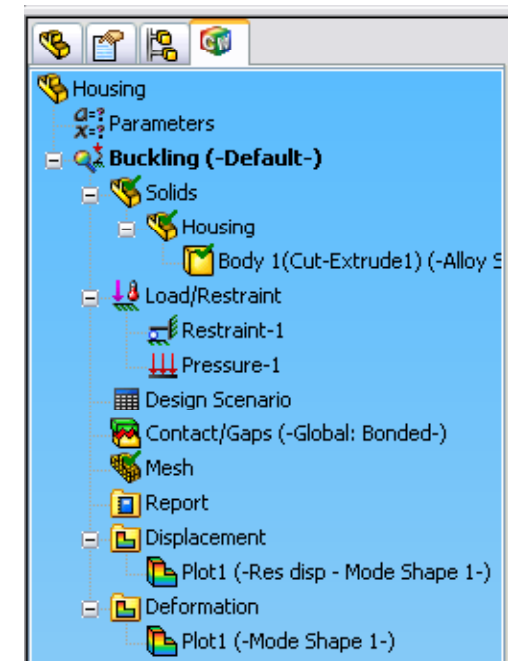 Housing
a=?
x=? Parameters
Buckling (-Default-)
Solids
Housing
Body 1(Cut-Extrude1) (-Alloy S
Load/Restraint
Restraint-1
Pressure-1
Design Scenario
Contact/Gaps (-Global: Bonded-)
Mesh
Report
Displacement
Plot1 (-Res disp - Mode Shape 1-)
Deformation
Plot1 (-Mode Shape 1-)